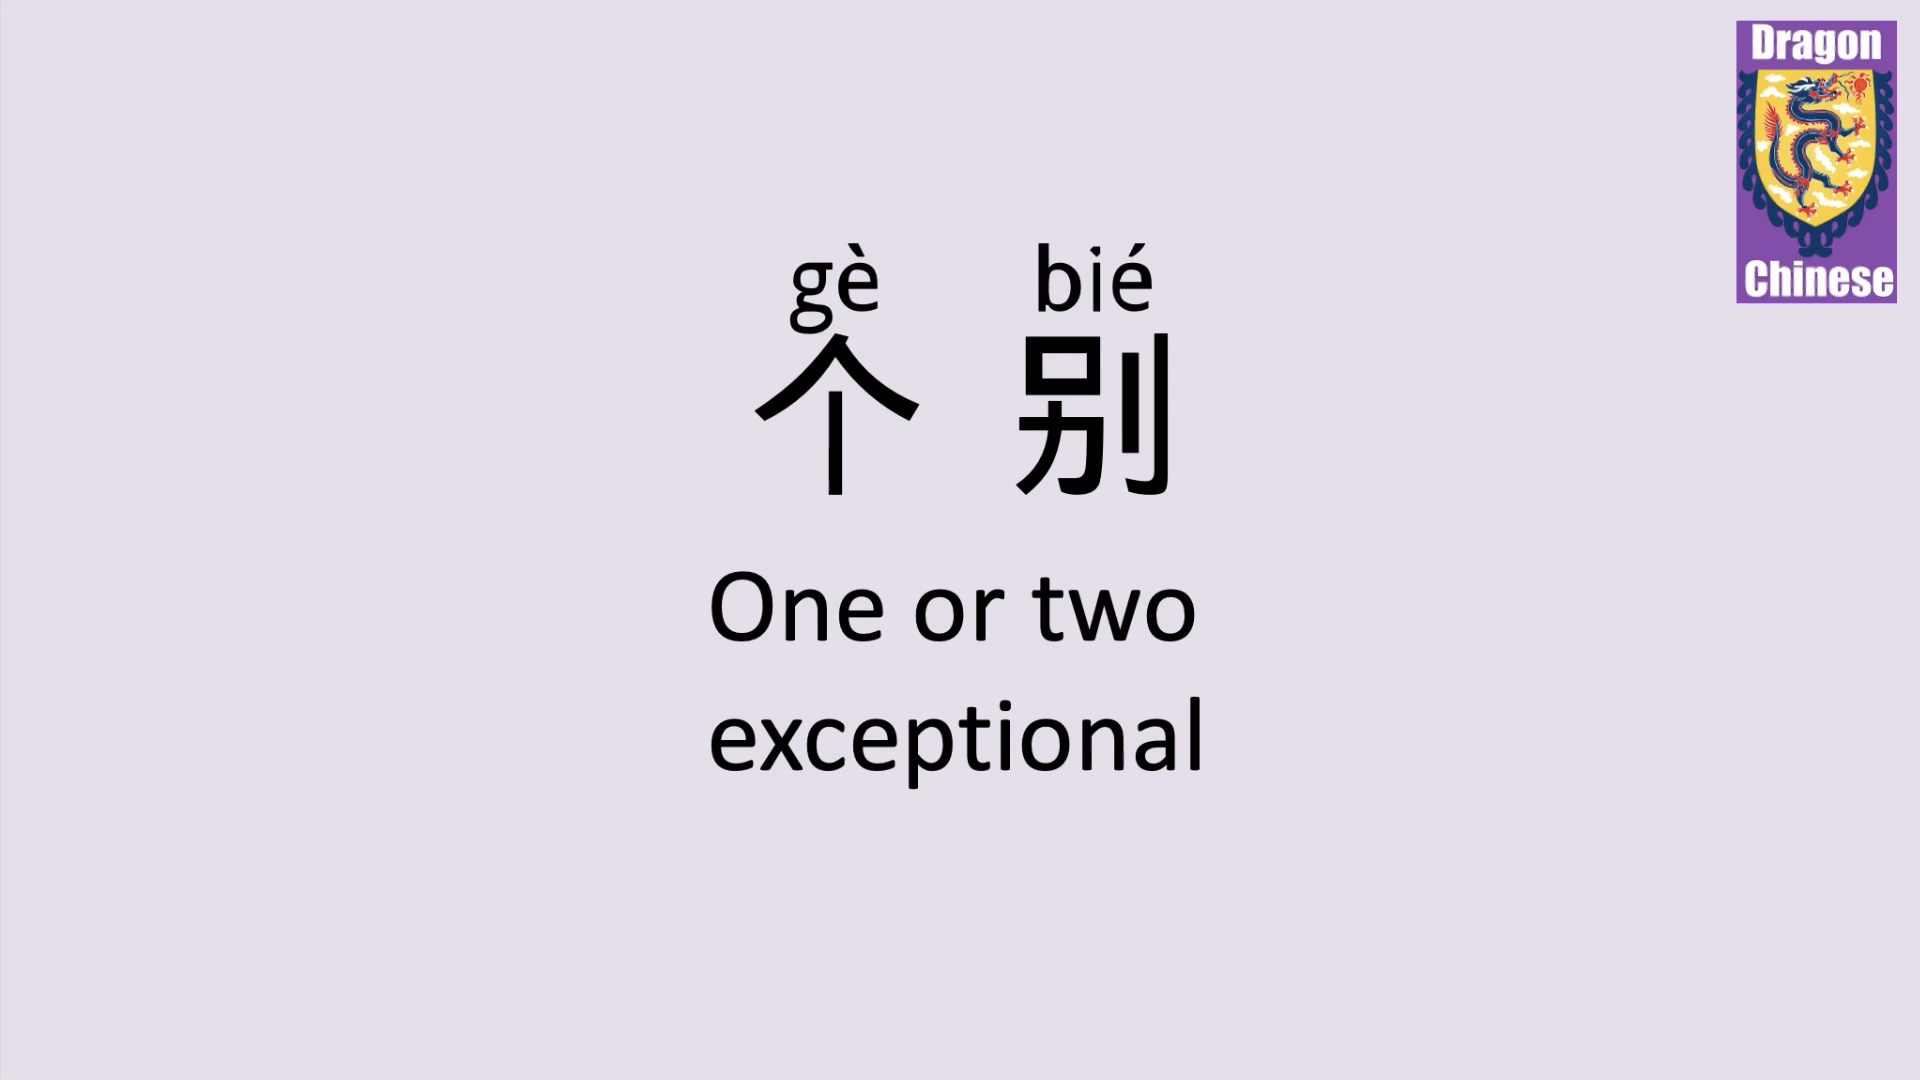 Dragon
Chinese
gè bié
个别
One or two
exceptional